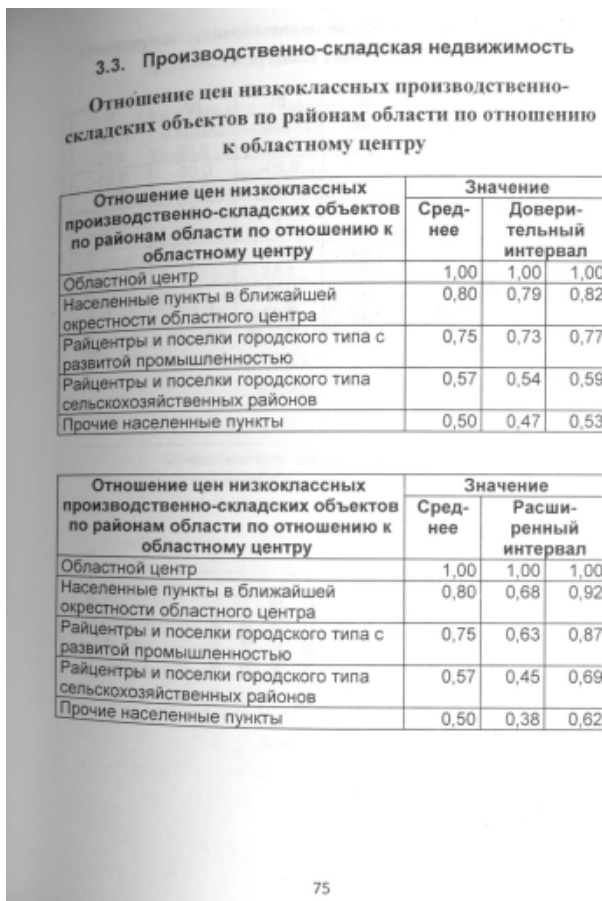 3.3. Производственно-складская недвижимость
Отношение цен низкоклассных производственно-
складских объектов по районам области по отношению
к областному центру
Отношение цен низкоклассных
производственно-складских объектов
по районам области по отношению к
областному центру
Значение
Сред-
нее
Довери-
тельный
интервал
Областной центр 1,00 1,00 1,00
Населенные пункты в ближайшей
окрестности областного центра 0,80 0,79 0,82
Райцентры и поселки городского типа с
развитой промышленностью 0,75 0,73 0,77
Райцентры и поселки городского типа
сельскохозяйственных районов 0,57 0,54 0,59
Прочие населенные пункты 0,50 0,47 0,53
Отношение цен низкоклассных
производственно-складских объектов
по районам области по отношению к
областному центру
Значение
Сред-
нее
Расши-
ренный
интервал
Областной центр 1,00 1,00 1,00
Населенные пункты в ближайшей
окрестности областного центра 0,80 0,68 0,92
Райцентры и поселки городского типа с
развитой промышленностью 0,75 0,63 0,87
Райцентры и поселки городского типа
сельскохозяйственных районов 0,57 0,45 0,69
Прочие населенные пункты 0,50 0,38 0,62
75